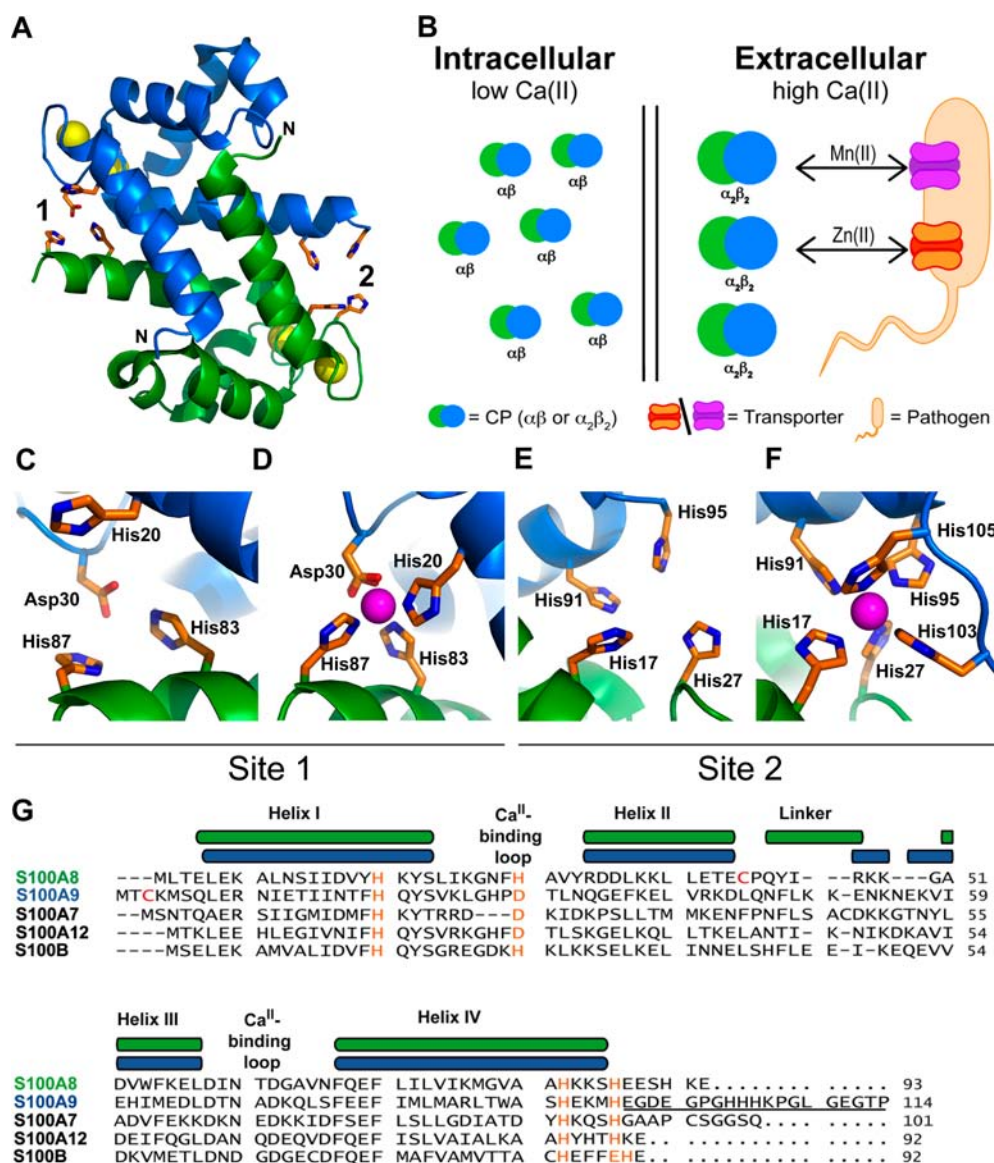 A
N
1
2
N
B
Intracellular
low Ca(II)
αβ
αβ
αβ
αβ
αβ
αβ
Extracellular
high Ca(II)
α2β2
Mn(II)
α2β2
Zn(II)
α2β2
= CP (αβ or α2β2)
= Transporter
= Pathogen
C
His20
Asp30
His87
His83
D
Asp30
His20
His87
His83
E
His95
His91
His17
His27
F
His105
His91
His95
His17
His103
His27
Site 1
Site 2
G
Helix I
CaII-binding loop
Helix II
Linker
S100A8 ---MLTELEK ALNSIIDVYH KYSLIKGNFH AVYRDDLKKL LETECPQYI- --RKK---GA 51
S100A9 MTCKMSQLER NIETIINTFH QYSVKLGHPD TLNQGEFKEL VRKDLQNFLK K-ENKNEKVI 59
S100A7 ---MSNTQAERS IIGMIDMFH KYTRRD---D KIDKPSLLTM MKENFPNFLS ACDKKGTNYL 55
S100A12 ----MTKLEE HLEGIVNIFH QYSVRKGHFD TLSKGELKQL LTKELANTI- K-NIKDKAVI 54
S100B ----MSELEK AMVALIDVFH QYSGREGDKH KLKKSELKEL INNELSHFLE E-I-KEQEVV 54
Helix III
CaII-binding loop
Helix IV
S100A8 DVWFKELDIN TDGAVNFQEF LILVIKMGVA AHKKSHEESH KE.......... 93
S100A9 EHIMEDLDTN ADKQLSFEEF IMLMARLTWA SHEKMHEGDEG PGHHHKPGL GEGTP 114
S100A7 ADVFEKKDKN EDKKIDFSEF LSLLGDIATD YHKQSHGAAP CSGGSQ......... 101
S100A12 DEIFQGLDAN QDEQVDFQEF ISLVAIALKA AHYHTHKE.............. 92
S100B DKVMETLDND GDGECDFQEF MAFVAMVTTA CHEFFEHE.............. 92